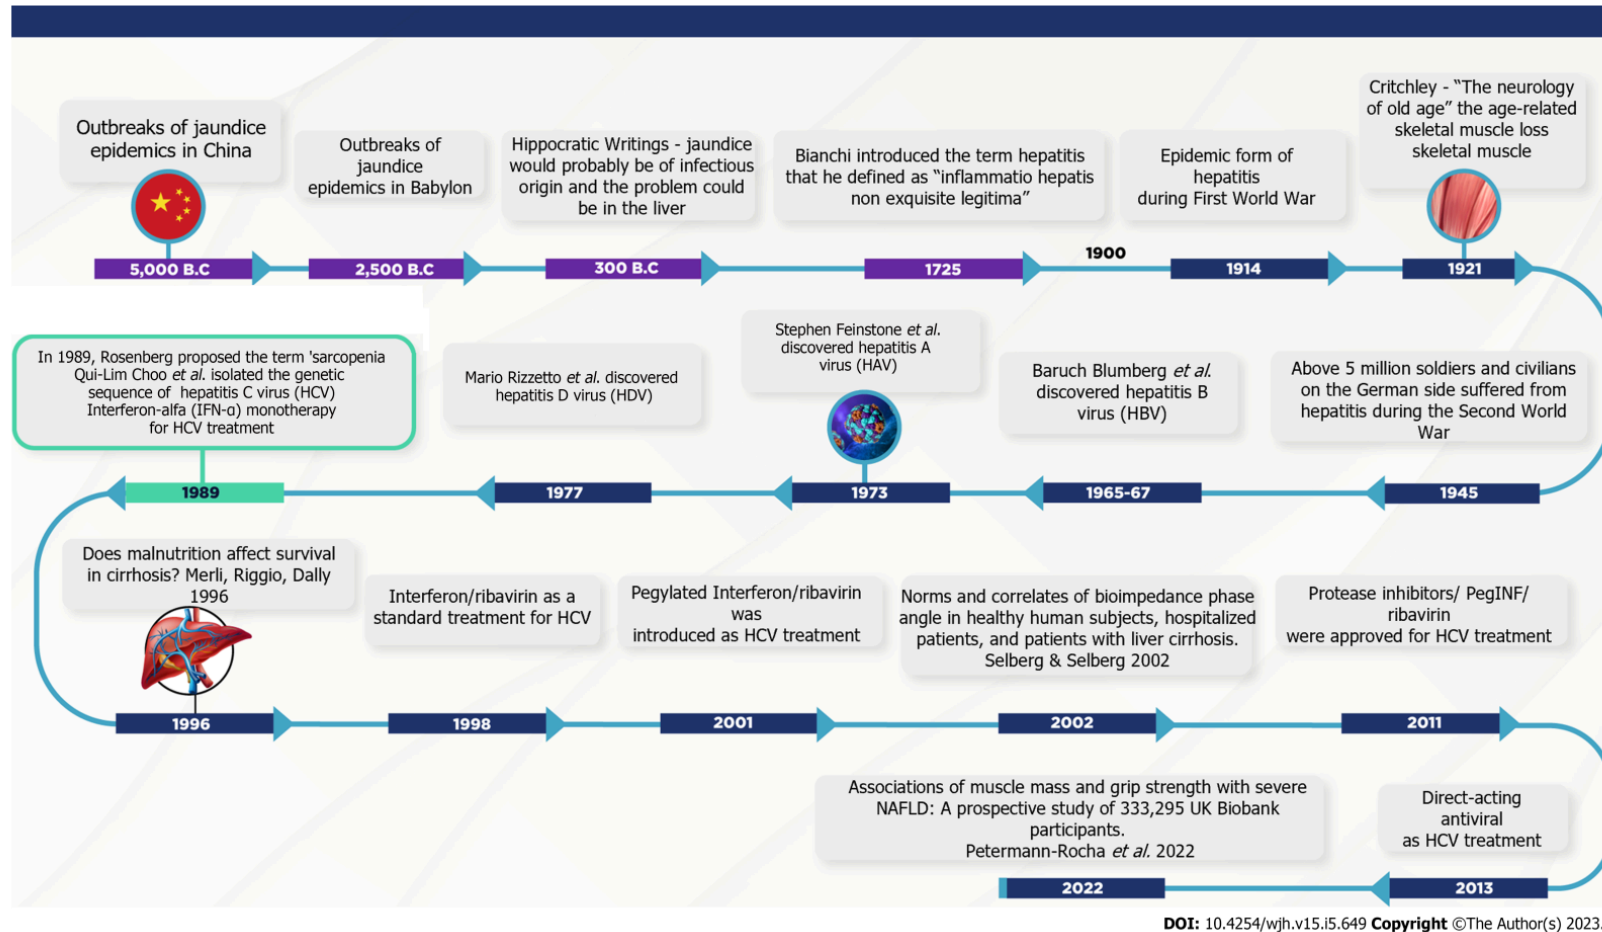 Outbreaks of jaundice
epidemics in China
5,000 B.C
Outbreaks of
jaundice
epidemics in Babylon
2,500 B.C
Hippocratic Writings - jaundice
would probably be of infectious
origin and the problem could
be in the liver
300 B.C
Bianchi introduced the term hepatitis
that he defined as “inflammatio hepatis
non exquisite legitima”
1725
1900
Epidemic form of
hepatitis
during First World War
1914
Critchley - “The neurology
of old age” the age-related
skeletal muscle loss
skeletal muscle
1921
Above 5 million soldiers and civilians
on the German side suffered from
hepatitis during the Second World
War
1945
Baruch Blumberg et al.
discovered hepatitis B
virus (HBV)
1965-67
Stephen Feinstone et al.
discovered hepatitis A
virus (HAV)
1973
Mario Rizzetto et al. discovered
hepatitis D virus (HDV)
1977
In 1989, Rosenberg proposed the term 'sarcopenia
Qui-Lim Choo et al. isolated the genetic
sequence of hepatitis C virus (HCV)
Interferon-alfa (IFN-α) monotherapy
for HCV treatment
1989
Does malnutrition affect survival
in cirrhosis? Merli, Riggio, Dally
1996
1996
Interferon/ribavirin as a
standard treatment for HCV
1998
Pegylated Interferon/ribavirin
was
introduced as HCV treatment
2001
Norms and correlates of bioimpedance phase
angle in healthy human subjects, hospitalized
patients, and patients with liver cirrhosis.
Selberg & Selberg 2002
2002
Protease inhibitors/ PegINF/
ribavirin
were approved for HCV treatment
2011
Direct-acting
antiviral
as HCV treatment
2013
Associations of muscle mass and grip strength with severe
NAFLD: A prospective study of 333,295 UK Biobank
participants.
Petermann-Rocha et al. 2022
2022
DOI: 10.4254/wjh.v15.i5.649 Copyright ©The Author(s) 2023.